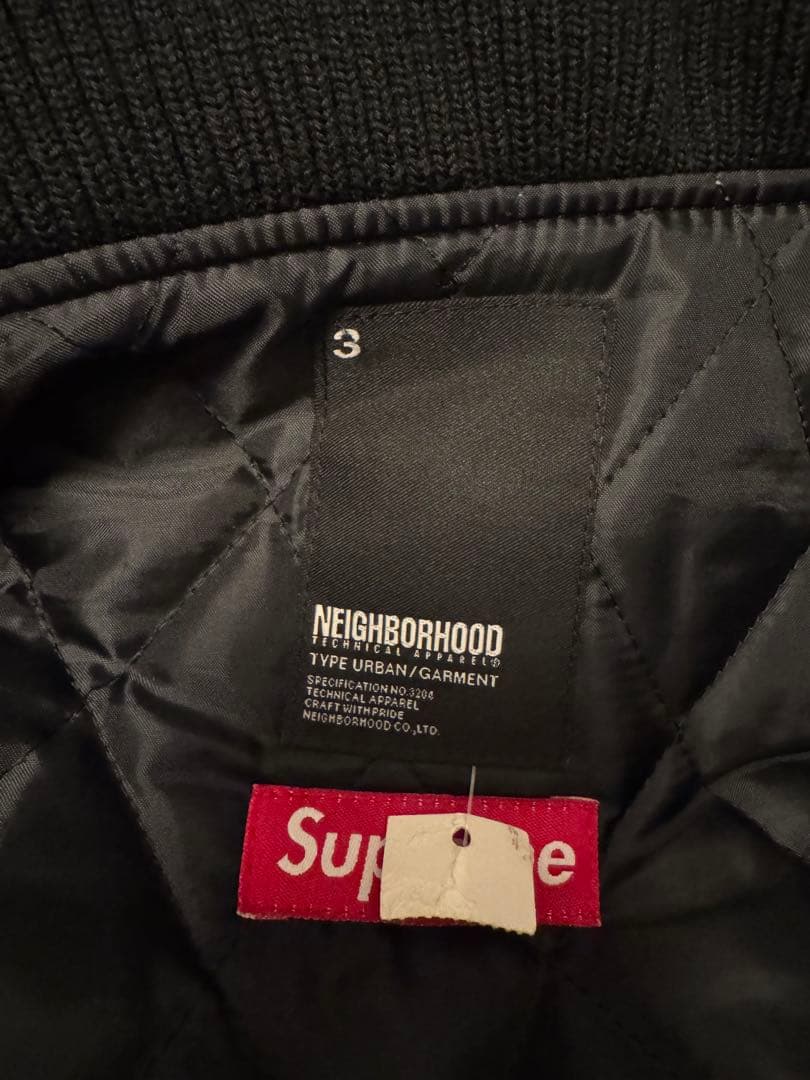 3
NEIGHBORHOOD
TECHNICAL APPAREL®
TYPE URBAN/GARMENT
SPECIFICATION NO.3204
TECHNICAL APPAREL
CRAFT WITH PRIDE
NEIGHBORHOOD CO.,LTD.
Sup e